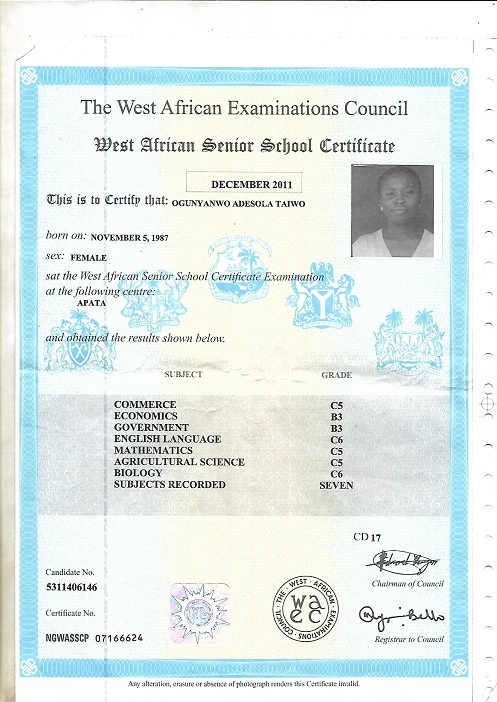 The West African Examinations Council
West African Senior School Certificate
DECEMBER 2011
This is to Certify that: OGUNYANWO ADESOLA TAIWO
born on: NOVEMBER 5, 1987
sex: FEMALE
sat the West African Senior School Certificate Examination
at the following centre:
APATA
and obtained the results shown below.
SUBJECT GRADE
COMMERCE C5
ECONOMICS B3
GOVERNMENT B3
ENGLISH LANGUAGE C6
MATHEMATICS C5
AGRICULTURAL SCIENCE C5
BIOLOGY C6
SUBJECTS RECORDED SEVEN
CD 17
Candidate No.
5311406146
Chairman of Council
Certificate No.
NGWASSCP 07166624
THE WEST AFRICAN EXAMINATIONS COUNCIL
waec
Registrar to Council
Any alteration, erasure or absence of photograph renders this Certificate invalid.